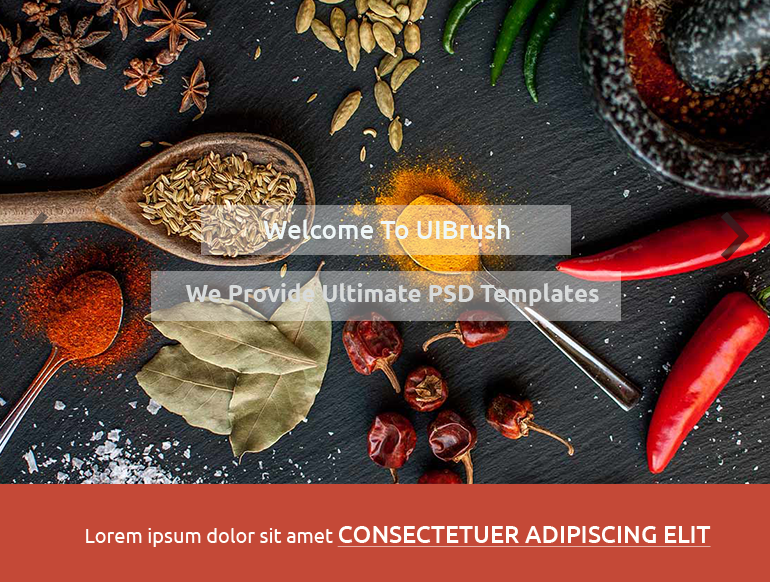 Welcome To UIBrush
We Provide Ultimate PSD Templates
Lorem ipsum dolor sit amet CONSECTETUER ADIPISCING ELIT